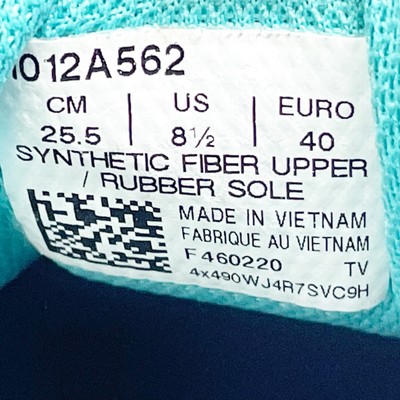 1012A562
CM US EURO
25.5 8½ 40
SYNTHETIC FIBER UPPER
/ RUBBER SOLE
MADE IN VIETNAM
FABRIQUE AU VIETNAM
F460220 TV
4x490WJ4R7SVC9H